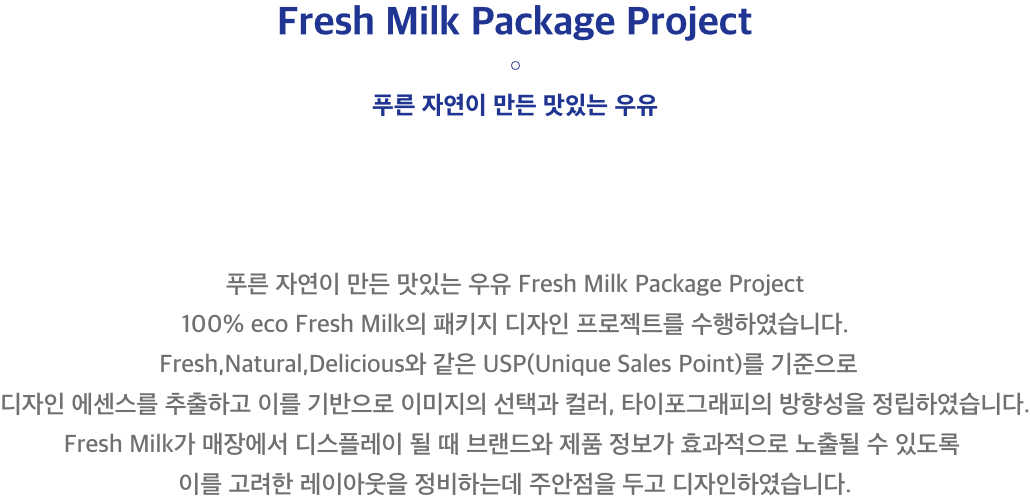 Fresh Milk Package Project
푸른 자연이 만든 맛있는 우유
푸른 자연이 만든 맛있는 우유 Fresh Milk Package Project
100% eco Fresh Milk의 패키지 디자인 프로젝트를 수행하였습니다.
Fresh,Natural,Delicious와 같은 USP(Unique Sales Point)를 기준으로
디자인 에센스를 추출하고 이를 기반으로 이미지의 선택과 컬러, 타이포그래피의 방향성을 정립하였습니다.
Fresh Milk가 매장에서 디스플레이 될 때 브랜드와 제품 정보가 효과적으로 노출될 수 있도록
이를 고려한 레이아웃을 정비하는데 주안점을 두고 디자인하였습니다.